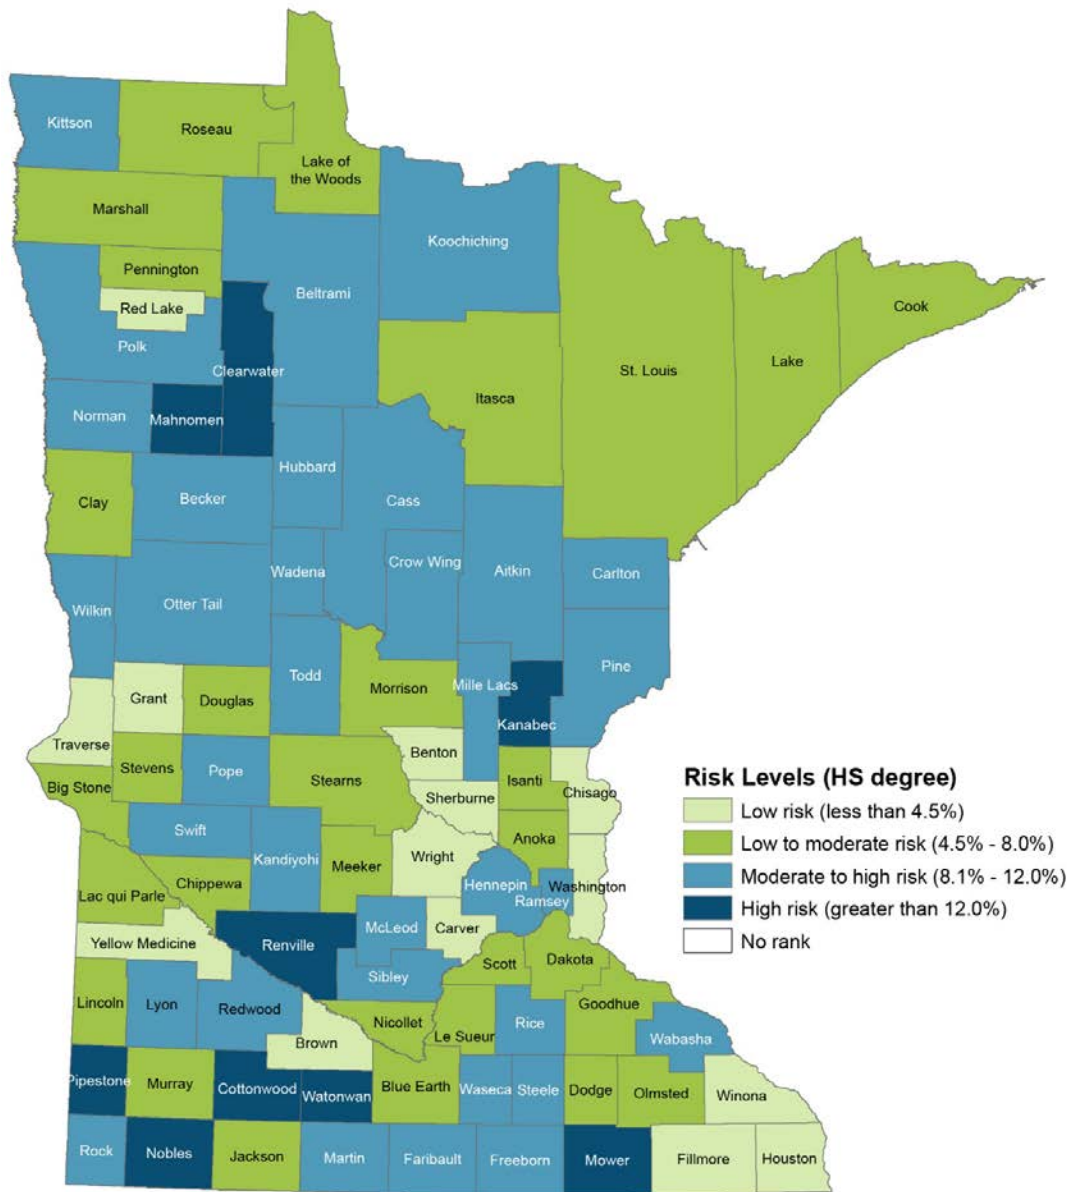 Kittson
Roseau
Lake of
the Woods
Marshall
Koochiching
Pennington
Beltrami
Red Lake
Cook
Polk
Clearwater
St. Louis
Lake
Itasca
Norman
Mahnomen
Hubbard
Clay
Becker
Cass
Wadena
Crow Wing
Aitkin
Carlton
Otter Tail
Wilkin
Todd
Pine
Morrison
Mille Lacs
Grant
Douglas
Kanabec
Traverse
Benton
Stevens
Pope
Stearns
Isanti
Big Stone
Sherburne
Chisago
Swift
Anoka
Kandiyohi
Meeker
Wright
Chippewa
Hennepin
Washington
Lac qui Parle
Ramsey
McLeod
Carver
Yellow Medicine
Renville
Dakota
Scott
Sibley
Lincoln
Lyon
Redwood
Goodhue
Nicollet
Rice
Le Sueur
Wabasha
Brown
Pipestone
Murray
Cottonwood
Watonwan
Blue Earth
Waseca
Steele
Dodge
Olmsted
Winona
Rock
Nobles
Jackson
Martin
Faribault
Freeborn
Mower
Fillmore
Houston
Risk Levels (HS degree)
Low risk (less than 4.5%)
Low to moderate risk (4.5% - 8.0%)
Moderate to high risk (8.1% - 12.0%)
High risk (greater than 12.0%)
No rank